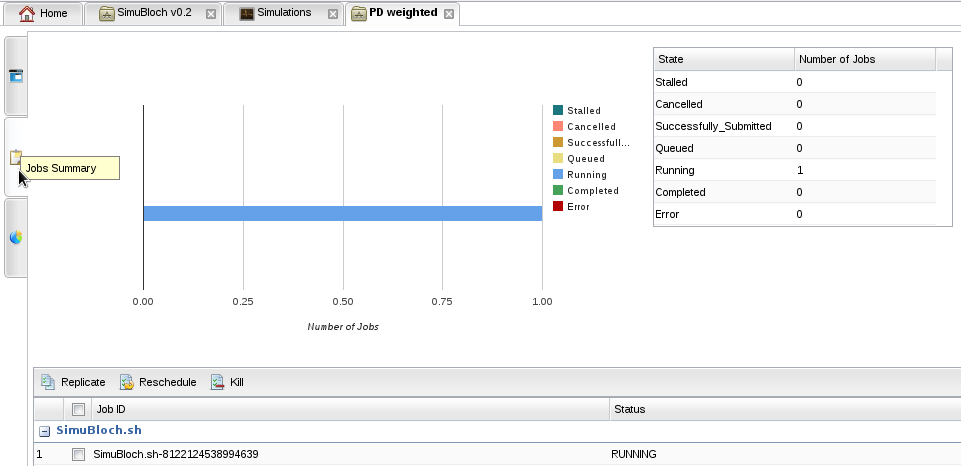 Home SimuBloch v0.2 Simulations PD weighted
Jobs Summary
Stalled
Cancelled
Successfull...
Queued
Running
Completed
Error
0.00 0.25 0.50 0.75 1.00
Number of Jobs
State Number of Jobs
Stalled 0
Cancelled 0
Successfully_Submitted 0
Queued 0
Running 1
Completed 0
Error 0
Replicate Reschedule Kill
Job ID Status
SimuBloch.sh
1 SimuBloch.sh-8122124538994639 RUNNING